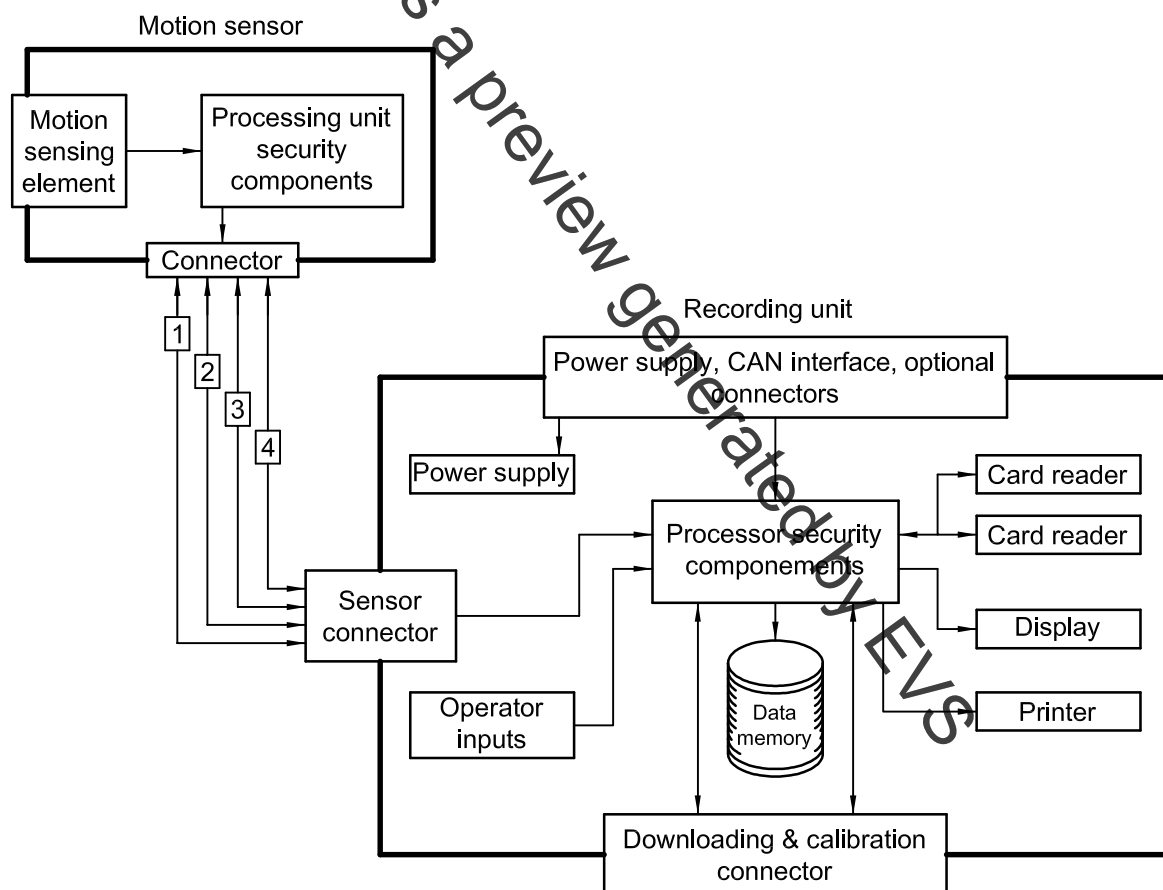 Motion sensor
Motion
sensing
element
Processing unit
security
components
Connector
1
2
3
4
Recording unit
Power supply, CAN interface, optional
connectors
Power supply
Card reader
Card reader
Processor security
componements
Sensor
connector
Display
Operator
inputs
Data
memory
Printer
Downloading & calibration
connector
s a preview generated by EVS